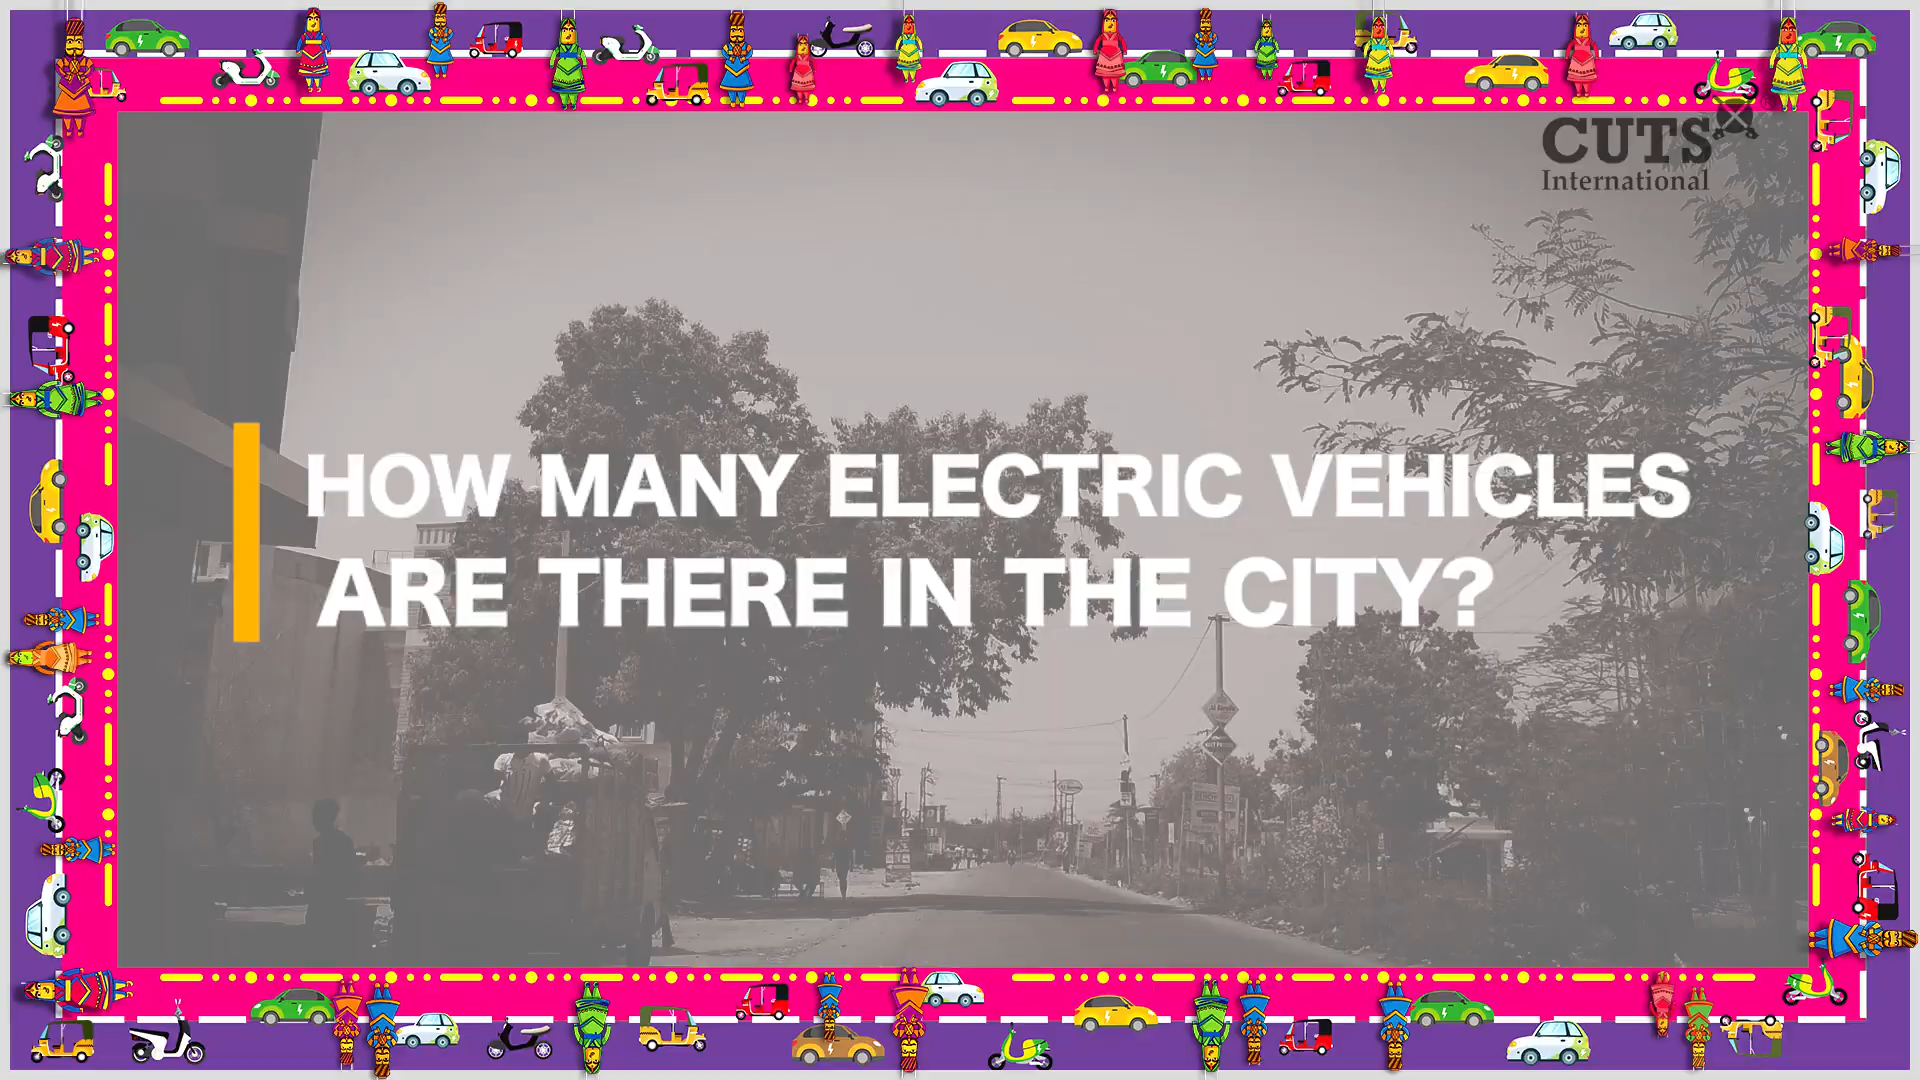 CUTS
International
HOW MANY ELECTRIC VEHICLES
ARE THERE IN THE CITY?